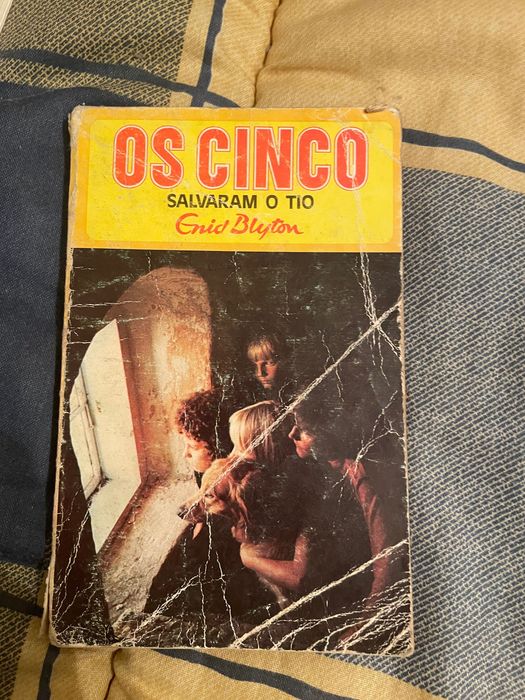 OS CINCO
SALVARAM O TIO
Enid Blyton